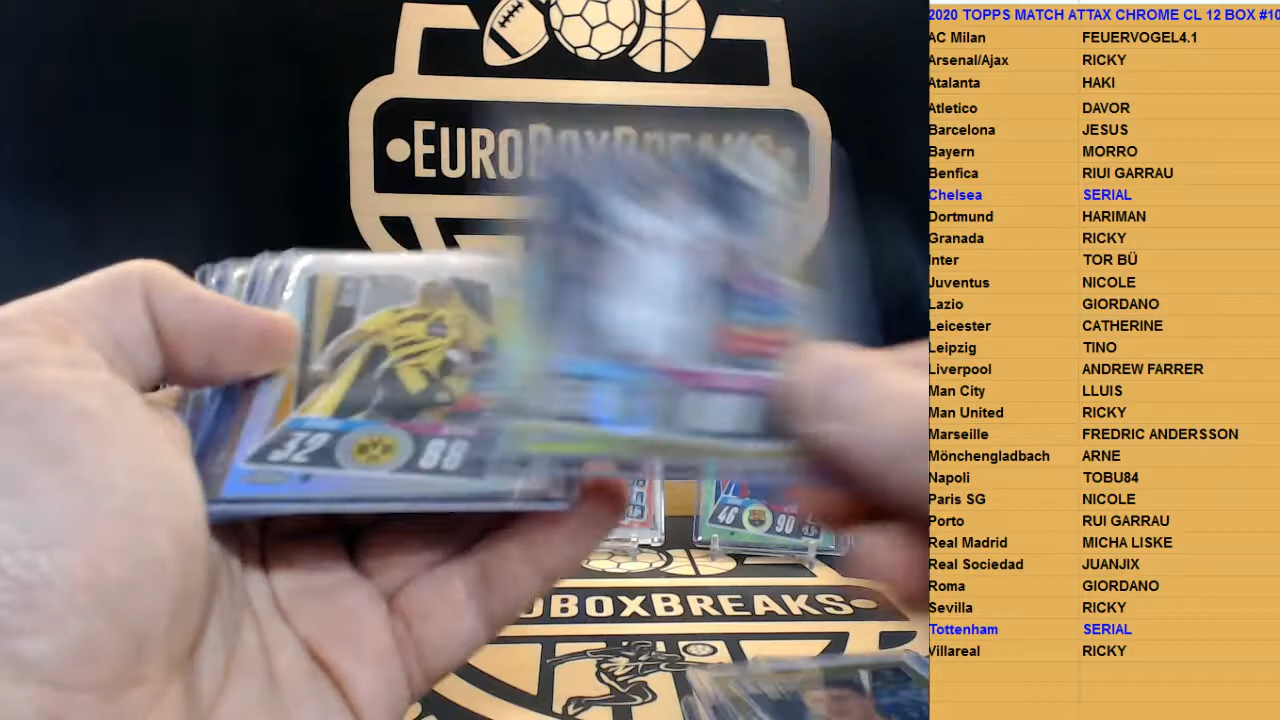 2020 TOPPS MATCH ATTAX CHROME CL 12 BOX #10
AC Milan FEUERVOGEL4.1
Arsenal/Ajax RICKY
Atalanta HAKI
Atletico DAVOR
Barcelona JESUS
Bayern MORRO
Benfica RIUI GARRAU
Chelsea SERIAL
Dortmund HARIMAN
Granada RICKY
Inter TOR BÜ
Juventus NICOLE
Lazio GIORDANO
Leicester CATHERINE
Leipzig TINO
Liverpool ANDREW FARRER
Man City LLUIS
Man United RICKY
Marseille FREDRIC ANDERSSON
Mönchengladbach ARNE
Napoli TOBU84
Paris SG NICOLE
Porto RUI GARRAU
Real Madrid MICHA LISKE
Real Sociedad JUANJIX
Roma GIORDANO
Sevilla RICKY
Tottenham SERIAL
Villareal RICKY
EUROBOXBREAKS
32 88
46 90
OBOXBREAKS